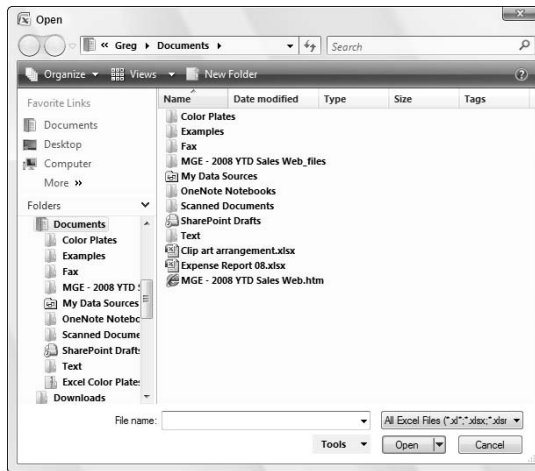 Open
« Greg Documents Search
Organize Views New Folder
Favorite Links
Documents
Desktop
Computer
More »
Folders
Documents
Color Plates
Examples
Fax
MGE - 2008 YTD
My Data Sources
OneNote Notebc
Scanned Docume
SharePoint Draft
Text
Excel Color Plate
Downloads
Name Date modified Type Size Tags
Color Plates
Examples
Fax
MGE - 2008 YTD Sales Web_files
My Data Sources
OneNote Notebooks
Scanned Documents
SharePoint Drafts
Text
Clip art arrangement.xlsx
Expense Report 08.xlsx
MGE - 2008 YTD Sales Web.htm
File name: All Excel Files (*.xl*;*.xlsx;*.xlsr
Tools Open Cancel